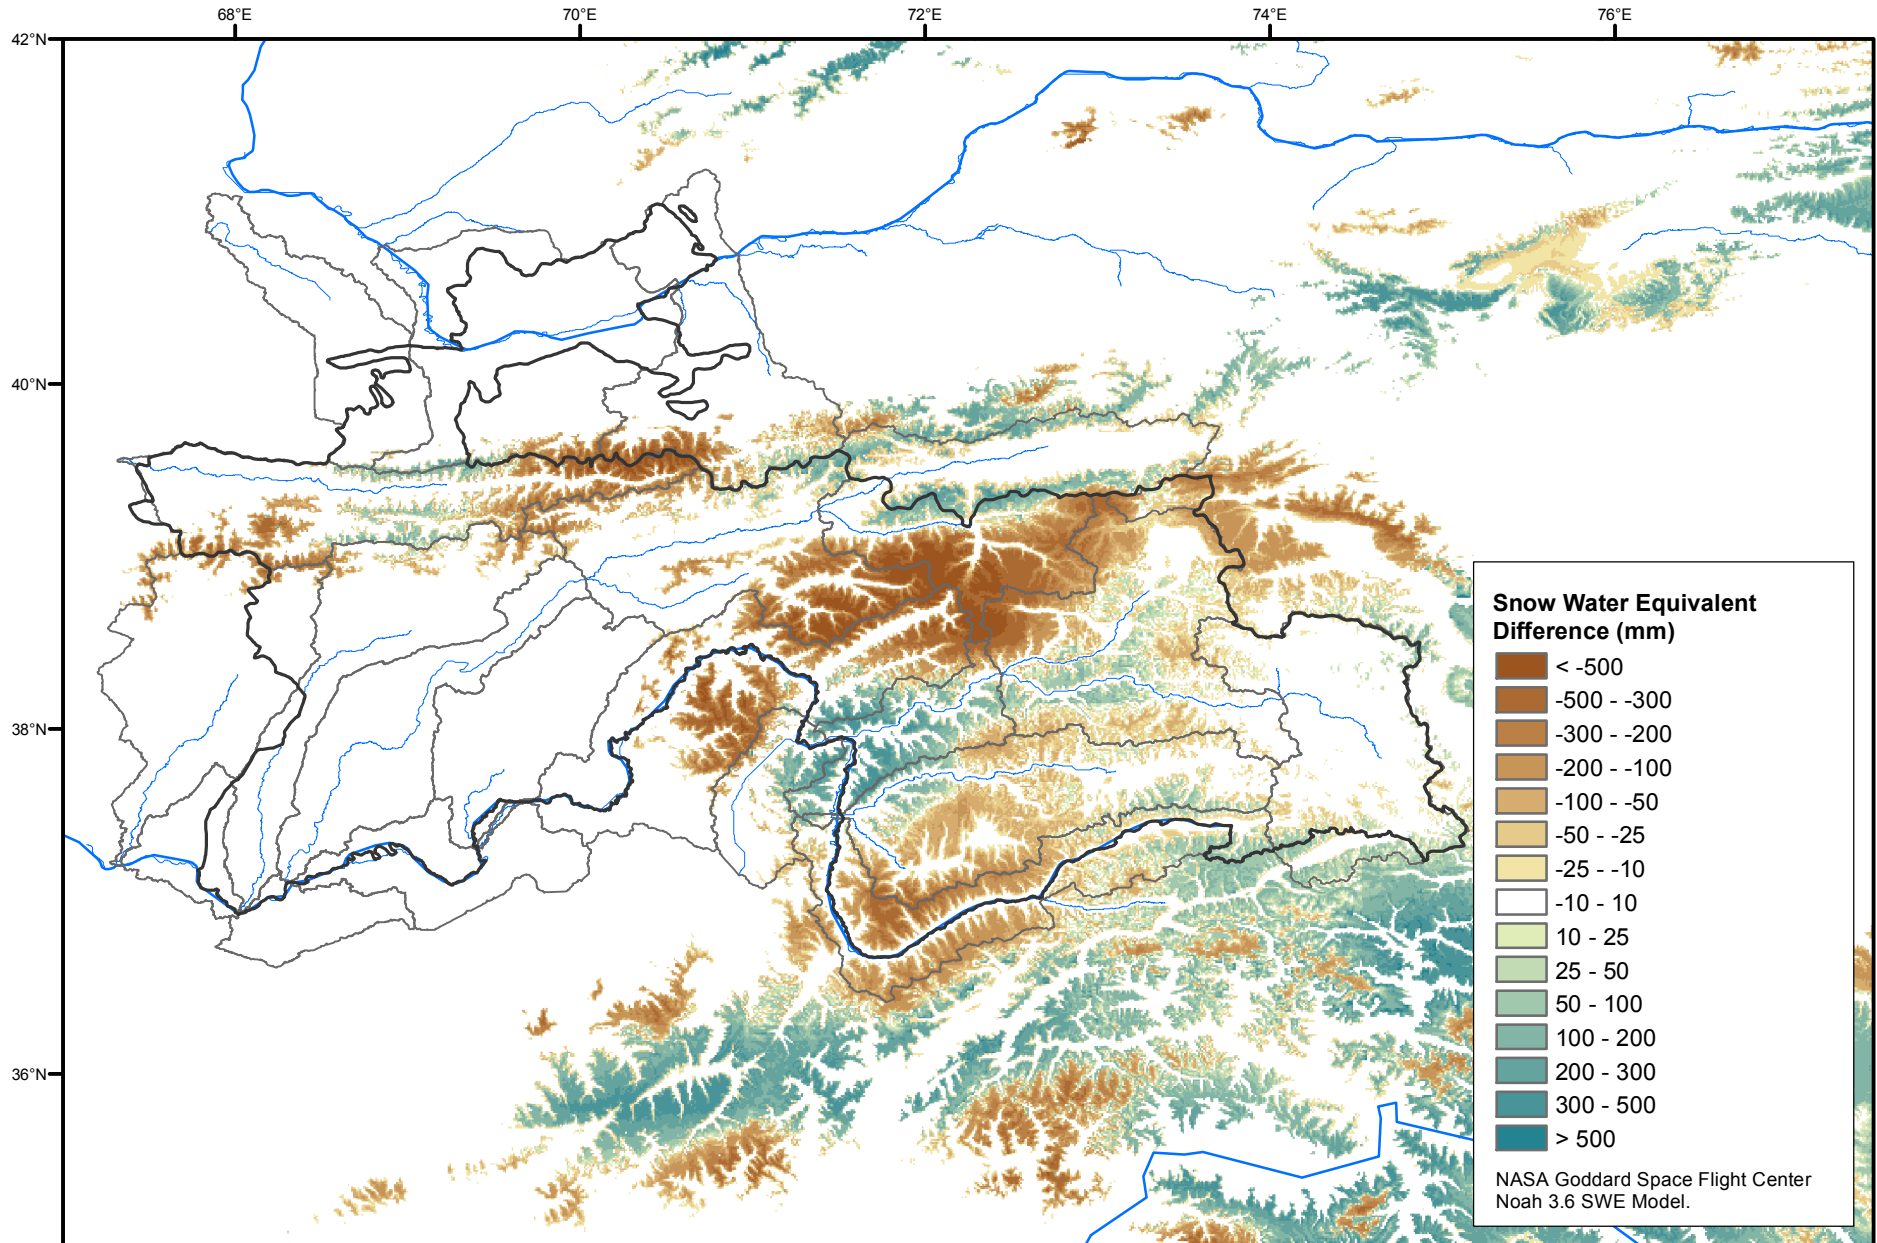 68°E 70°E 72°E 74°E 76°E
42°N
40°N
38°N
36°N
Snow Water Equivalent
Difference (mm)
< -500
-500 - -300
-300 - -200
-200 - -100
-100 - -50
-50 - -25
-25 - -10
-10 - 10
10 - 25
25 - 50
50 - 100
100 - 200
200 - 300
300 - 500
> 500
NASA Goddard Space Flight Center
Noah 3.6 SWE Model.